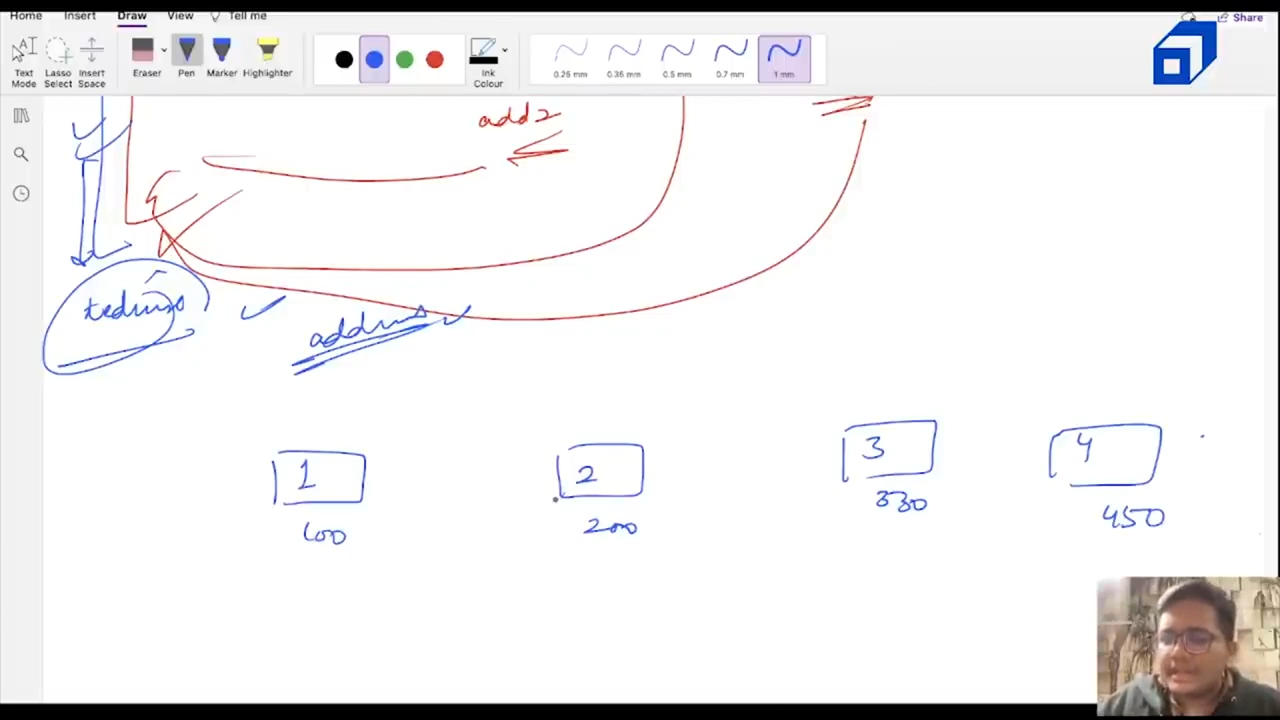 Home Insert Draw View Tell me Share
Text Mode Lasso Select Insert Space Eraser Pen Marker Highlighter Ink Colour 0.25 mm 0.35 mm 0.5 mm 0.7 mm 1 mm
add2
address
1 2 3 4
100 200 330 450